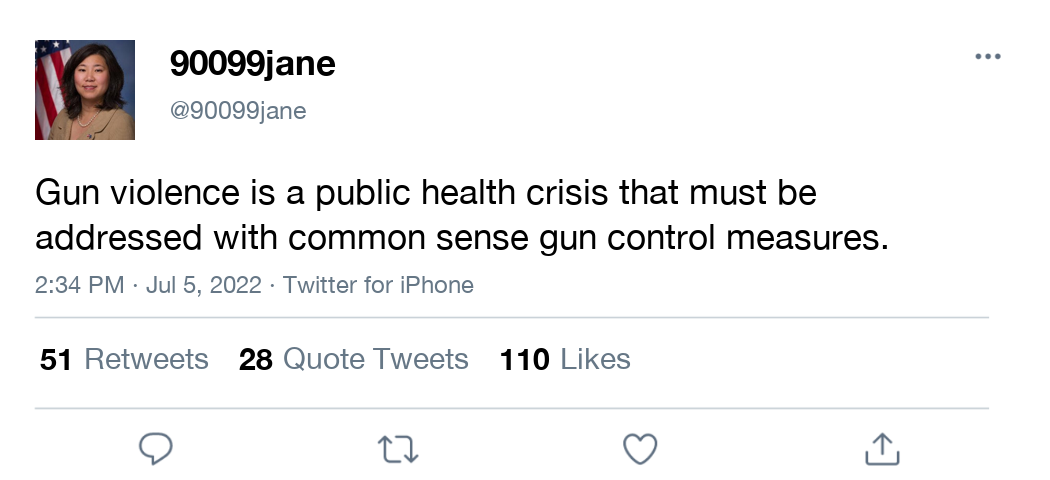 90099jane
@90099jane
Gun violence is a public health crisis that must be
addressed with common sense gun control measures.
2:34 PM · Jul 5, 2022 · Twitter for iPhone
51 Retweets 28 Quote Tweets 110 Likes